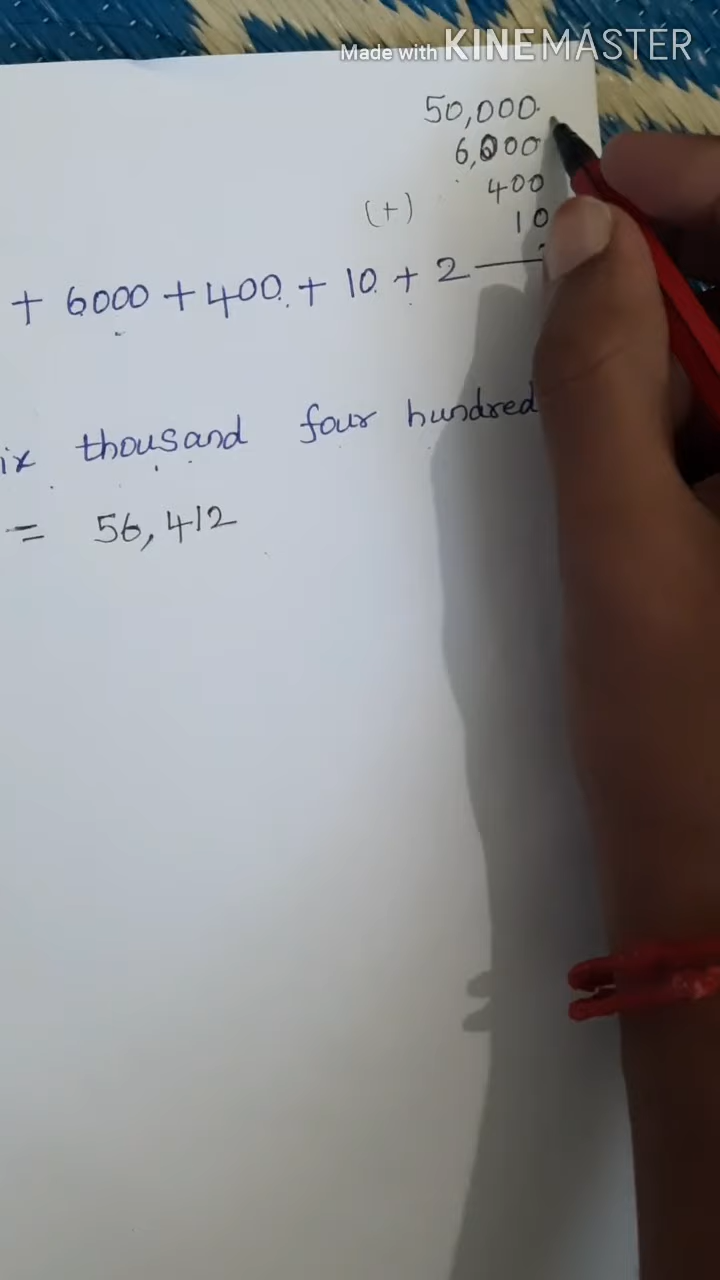 Made with KINEMASTER
50,000
6,000
400
(+) 10
+ 6000 + 400 + 10 + 2
thousand four hundred
= 56,412